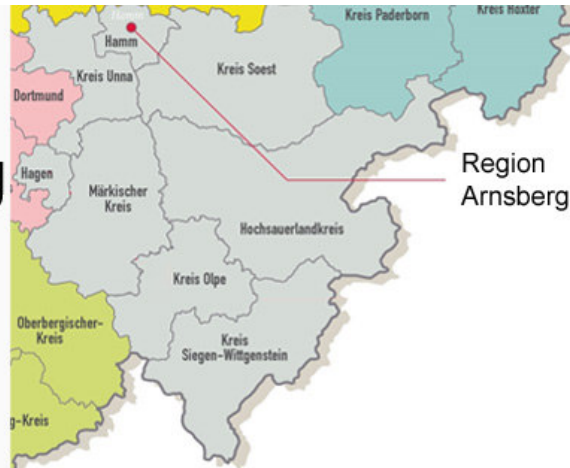 Kreis Paderborn
Kreis Höxter
Hamm
Hamm
Kreis Unna
Kreis Soest
Dortmund
Region
Arnsberg
Hagen
Märkischer
Kreis
Hochsauerlandkreis
Kreis Olpe
Oberbergischer-
Kreis
Kreis
Siegen-Wittgenstein
g-Kreis